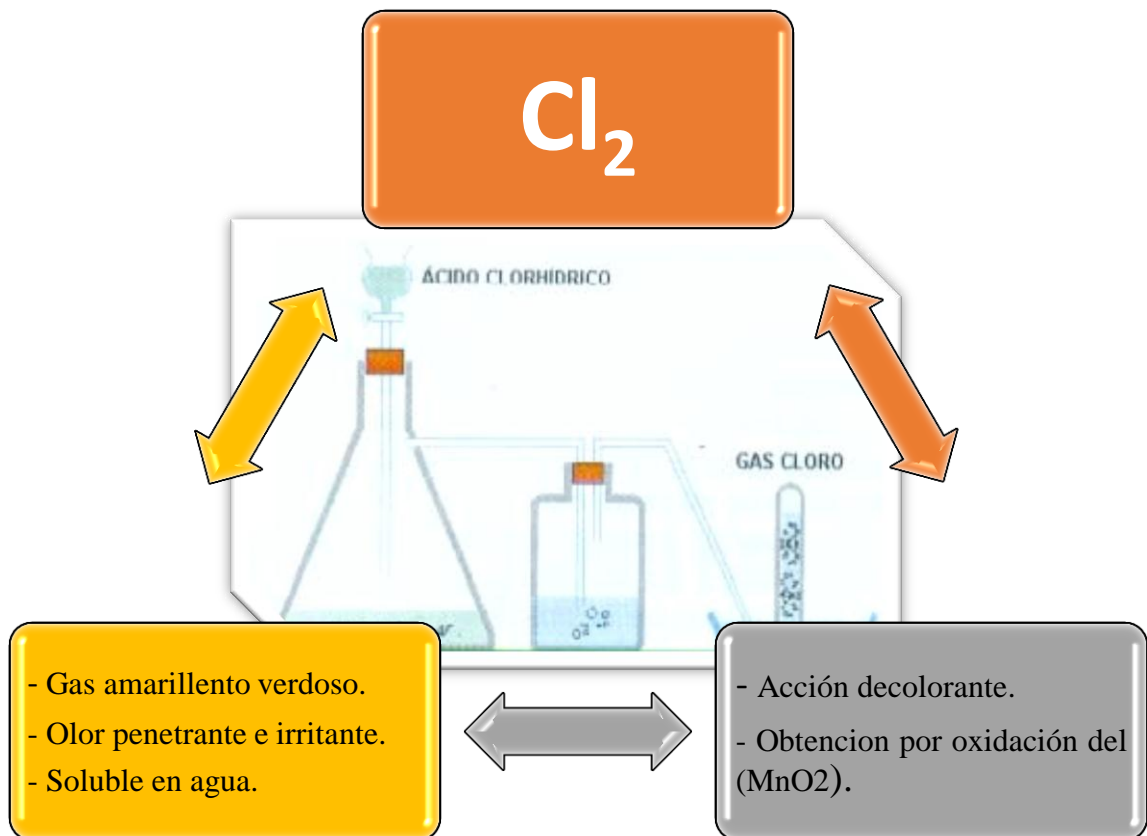 Cl₂
ÁCIDO CLORHÍDRICO
GAS CLORO
- Gas amarillento verdoso.
- Olor penetrante e irritante.
- Soluble en agua.
- Acción decolorante.
- Obtencion por oxidación del
(MnO2).